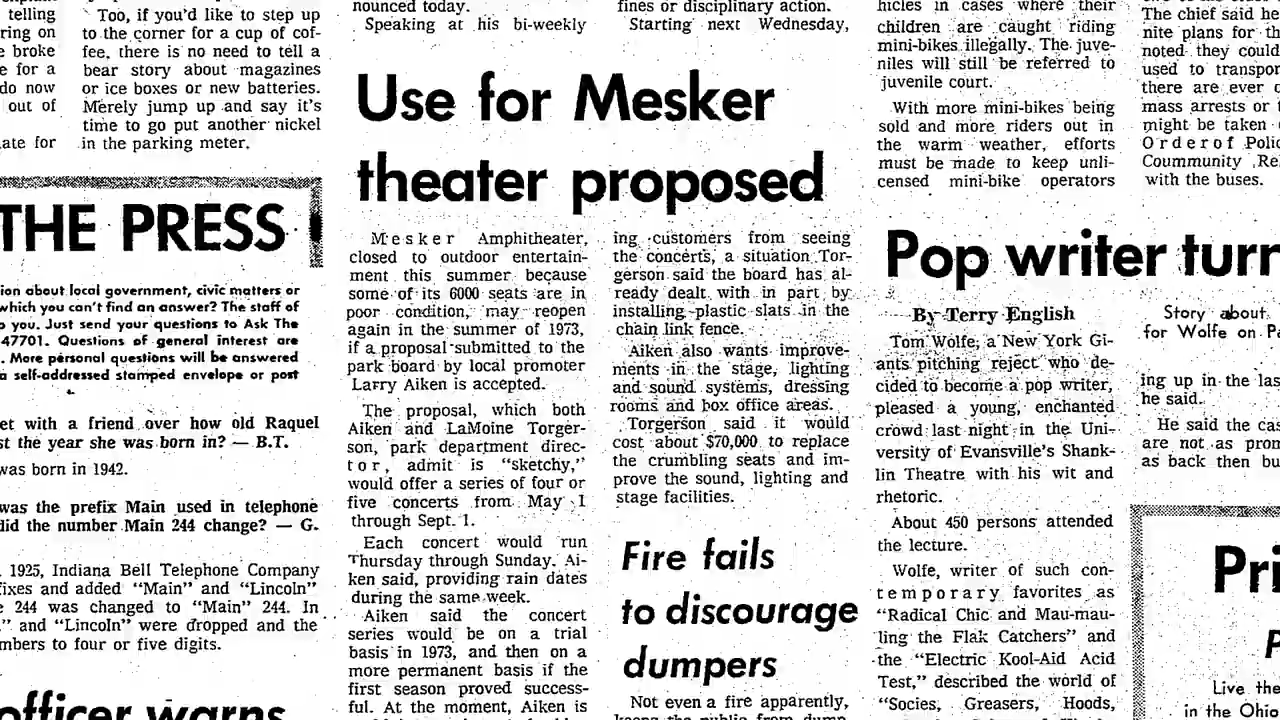 telling
ring on
broke
e for a
do now
out of
ate for
Too, if you'd like to step up
to the corner for a cup of cof-
fee, there is no need to tell a
bear story about magazines
or ice boxes or new batteries.
Merely jump up and say it's
time to go put another nickel
in the parking meter.
THE PRESS
ion about local government, civic matters or
which you can't find an answer? The staff of
o you. Just send your questions to Ask The
47701. Questions of general interest are
. More personal questions will be answered
a self-addressed stamped envelope or post
et with a friend over how old Raquel
st the year she was born in? — B.T.
was born in 1942.
was the prefix Main used in telephone
did the number Main 244 change? — G.
1925, Indiana Bell Telephone Company
fixes and added "Main" and "Lincoln"
e 244 was changed to "Main" 244. In
" and "Lincoln" were dropped and the
mbers to four or five digits.
officer warns
nounced today.
Speaking at his bi-weekly
fines or disciplinary action.
Starting next Wednesday,
Use for Mesker
theater proposed
Mesker Amphitheater,
closed to outdoor entertain-
ment this summer because
some of its 6000 seats are in
poor condition, may reopen
again in the summer of 1973,
if a proposal submitted to the
park board by local promoter
Larry Aiken is accepted.
The proposal, which both
Aiken and LaMoine Torger-
son, park department direc-
tor, admit is "sketchy,"
would offer a series of four or
five concerts from May 1
through Sept. 1.
Each concert would run
Thursday through Sunday. Ai-
ken said, providing rain dates
during the same week.
Aiken said the concert
series would be on a trial
basis in 1973, and then on a
more permanent basis if the
first season proved success-
ful. At the moment, Aiken is
ing customers from seeing
the concerts, a situation Tor-
gerson said the board has al-
ready dealt with in part by
installing plastic slats in the
chain link fence.
Aiken also wants improve-
ments in the stage, lighting
and sound systems, dressing
rooms and box office areas.
Torgerson said it would
cost about $70,000 to replace
the crumbling seats and im-
prove the sound, lighting and
stage facilities.
Fire fails
to discourage
dumpers
Not even a fire apparently,
keeps the public from dump-
hicles in cases where their
children are caught riding
mini-bikes illegally. The juve-
niles will still be referred to
juvenile court.
With more mini-bikes being
sold and more riders out in
the warm weather, efforts
must be made to keep unli-
censed mini-bike operators
The chief said he
nite plans for th
noted they could
used to transpor
there are ever
mass arrests or
might be taken
Order of Polic
Coummunity Re
with the buses.
Pop writer turr
By Terry English
Tom Wolfe, a New York Gi-
ants pitching reject who de-
cided to become a pop writer,
pleased a young, enchanted
crowd last night in the Uni-
versity of Evansville's Shank-
lin Theatre with his wit and
rhetoric.
About 450 persons attended
the lecture.
Wolfe, writer of such con-
temporary favorites as
"Radical Chic and Mau-mau-
ling the Flak Catchers" and
the "Electric Kool-Aid Acid
Test," described the world of
"Socies, Greasers, Hoods,
Story about
for Wolfe on P
ing up in the las
he said.
He said the cas
are not as pron
as back then bu
Pri
P
Live the
in the Ohio